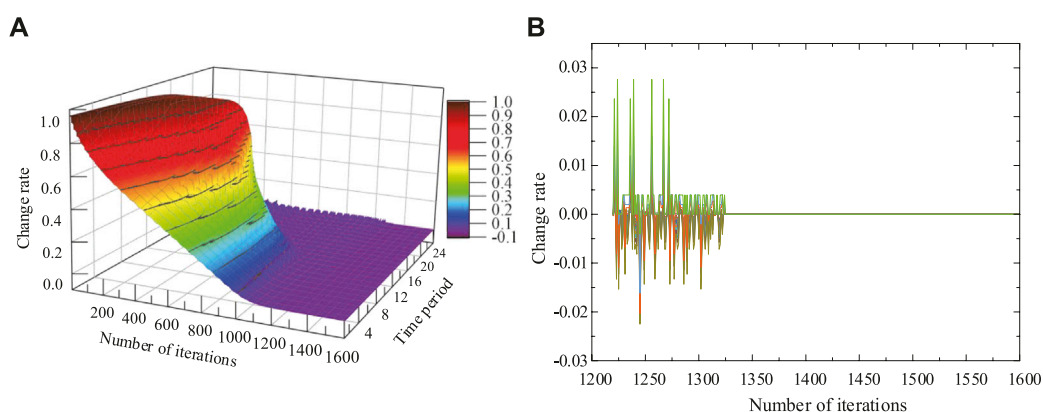 A
Change rate
1.0
0.8
0.6
0.4
0.2
0.0
200 400 600 800 1000 1200 1400 1600
Number of iterations
4 8 12 16 20 24
Time period
1.0
0.9
0.8
0.7
0.6
0.5
0.4
0.3
0.2
0.1
-0.1
B
Change rate
0.03
0.02
0.01
0.00
-0.01
-0.02
-0.03
1200 1250 1300 1350 1400 1450 1500 1550 1600
Number of iterations